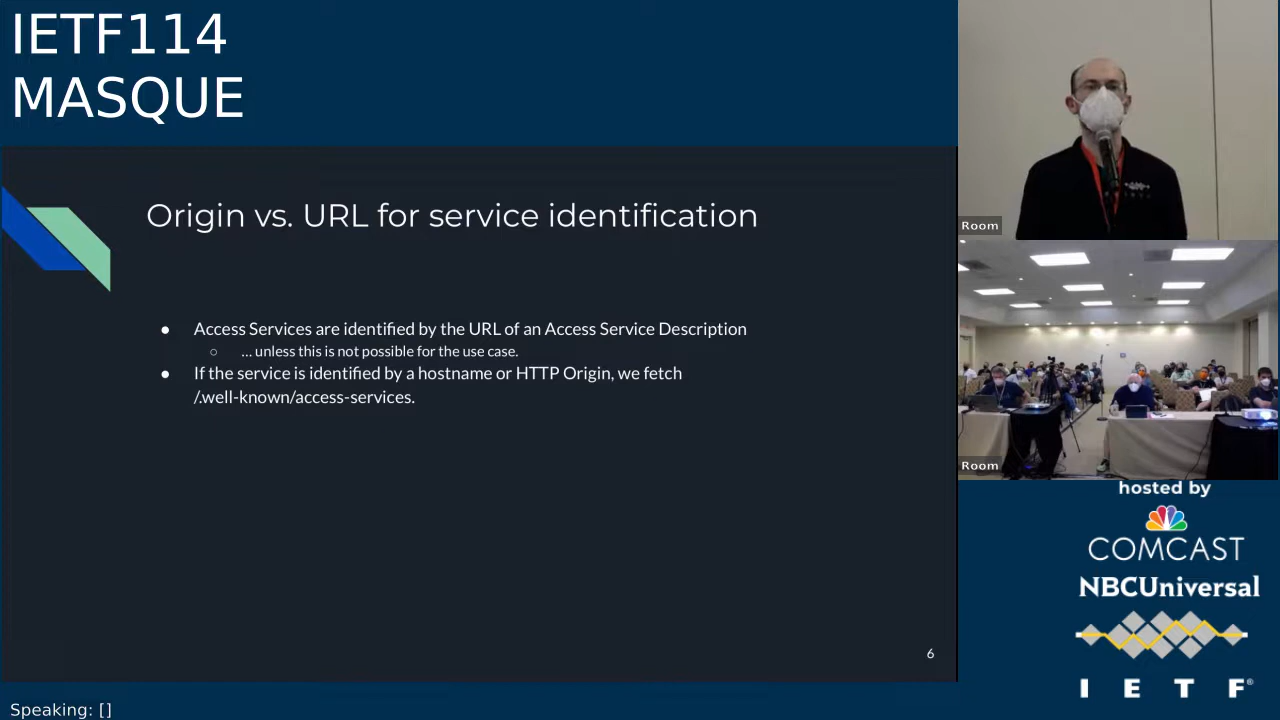 IETF114
MASQUE
Origin vs. URL for service identification
● Access Services are identified by the URL of an Access Service Description
○ ... unless this is not possible for the use case.
● If the service is identified by a hostname or HTTP Origin, we fetch
/.well-known/access-services.
6
Speaking: []
Room
Room
hosted by
COMCAST
NBCUniversal
I E T F®